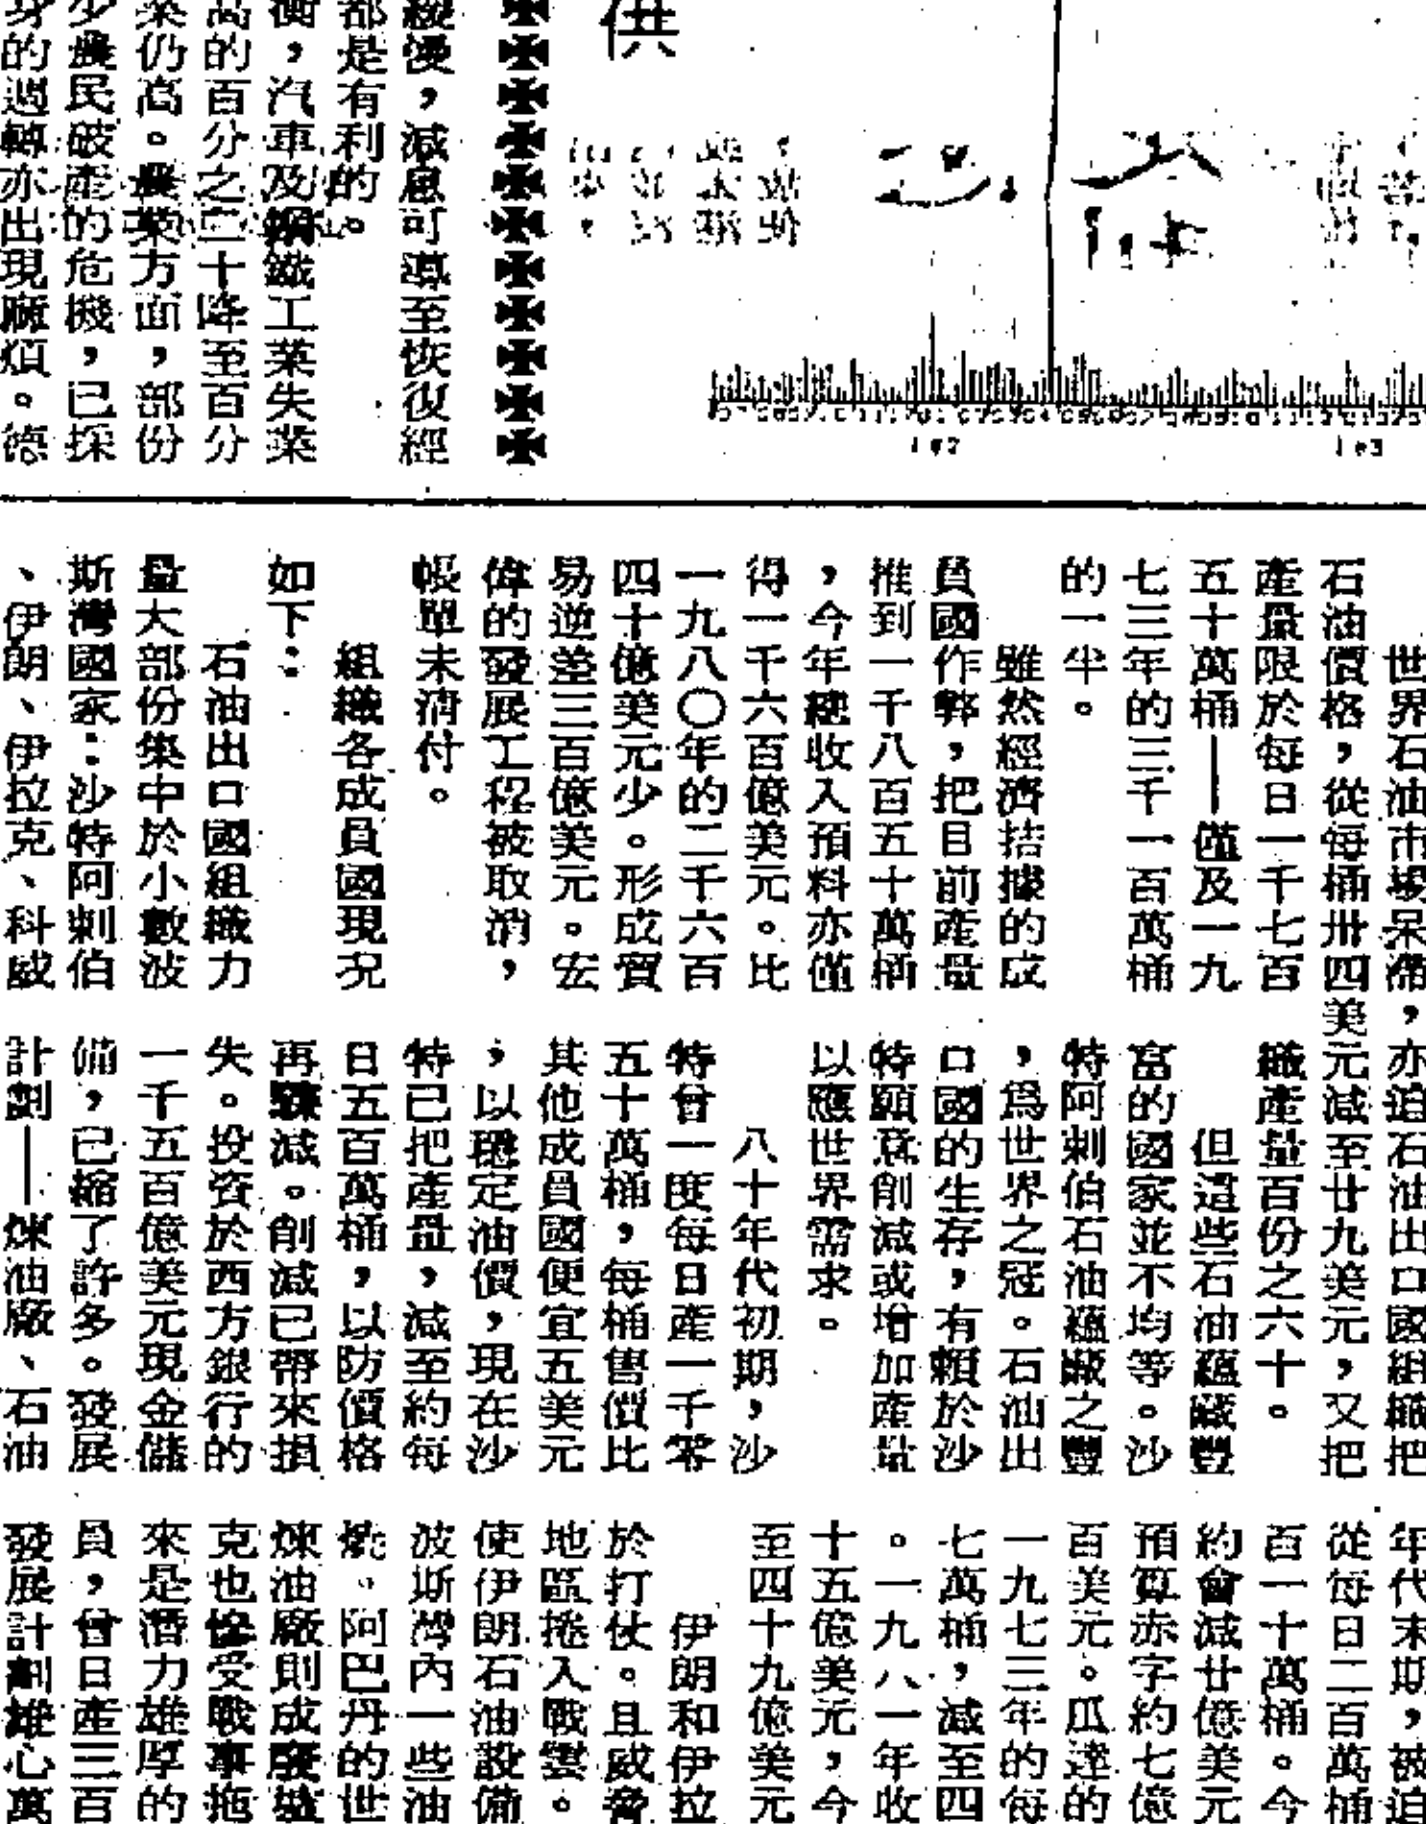 供
緩慢，減息可導至恢復經
都是有利的。
衡，汽車及鋼鐵工業失業
高的百分之二十降至百分
業仍高。農業方面，部份
少農民破產的危機，已採
身的週轉亦出現麻煩。德
世界石油市場呆滯，亦迫石油出口國組織把
石油價格，從每桶卅四美元減至廿九美元，又把
產量限於每日一千七百
五十萬桶——僅及一九
七三年的三千一百萬桶
的一半。
雖然經濟拮據的成
員國作弊，把目前產量
推到一千八百五十萬桶
，今年總收入預料亦僅
得一千六百億美元。比
一九八〇年的二千六百
四十億美元少。形成貿
易逆差三百億美元。宏
偉的發展工程被取消，
帳單未清付。
組織各成員國現況
如下：
石油出口國組織力
量大部份集中於小數波
斯灣國家：沙特阿剌伯
、伊朗、伊拉克、科威
織產量百份之六十。
但這些石油蘊藏豐
富的國家並不均等。沙
特阿剌伯石油蘊藏之豐
，為世界之冠。石油出
口國的生存，有賴於沙
特願意削減或增加產量
以應世界需求。
八十年代初期，沙
特曾一度每日產一千零
五十萬桶，每桶售價比
其他成員國便宜五美元
，以穩定油價，現在沙
特己把產量，減至約每
日五百萬桶，以防價格
再驟減。削減已帶來損
失。投資於西方銀行的
一千五百億美元現金儲
備，已縮了許多。發展
計劃——煉油廠、石油
年代末期，被迫
從每日二百萬桶
百一十萬桶。今
約會減廿億美元
預算赤字約七億
百美元。瓜達的
一九七三年的每
七萬桶，減至四
。一九八一年收
十五億美元，今
至四十九億美元
伊朗和伊拉
於打仗。且威脅
地區捲入戰雲。
使伊朗石油設備
波斯灣內一些油
燒。阿巴丹的世
煉油廠則成廢墟
克也慘受戰事拖
來是潛力雄厚的
員，曾日產三百
發展計劃雄心萬